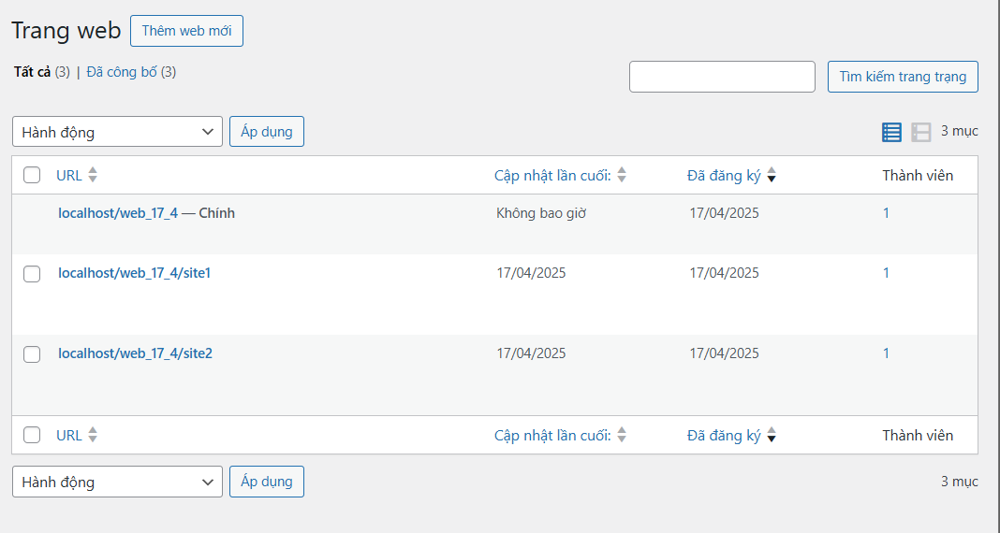 Trang web Thêm web mới
Tất cả (3) | Đã công bố (3)
Tìm kiếm trang trạng
Hành động Áp dụng 3 mục
URL Cập nhật lần cuối: Đã đăng ký Thành viên
localhost/web_17_4 — Chính Không bao giờ 17/04/2025 1
localhost/web_17_4/site1 17/04/2025 17/04/2025 1
localhost/web_17_4/site2 17/04/2025 17/04/2025 1
URL Cập nhật lần cuối: Đã đăng ký Thành viên
Hành động Áp dụng 3 mục